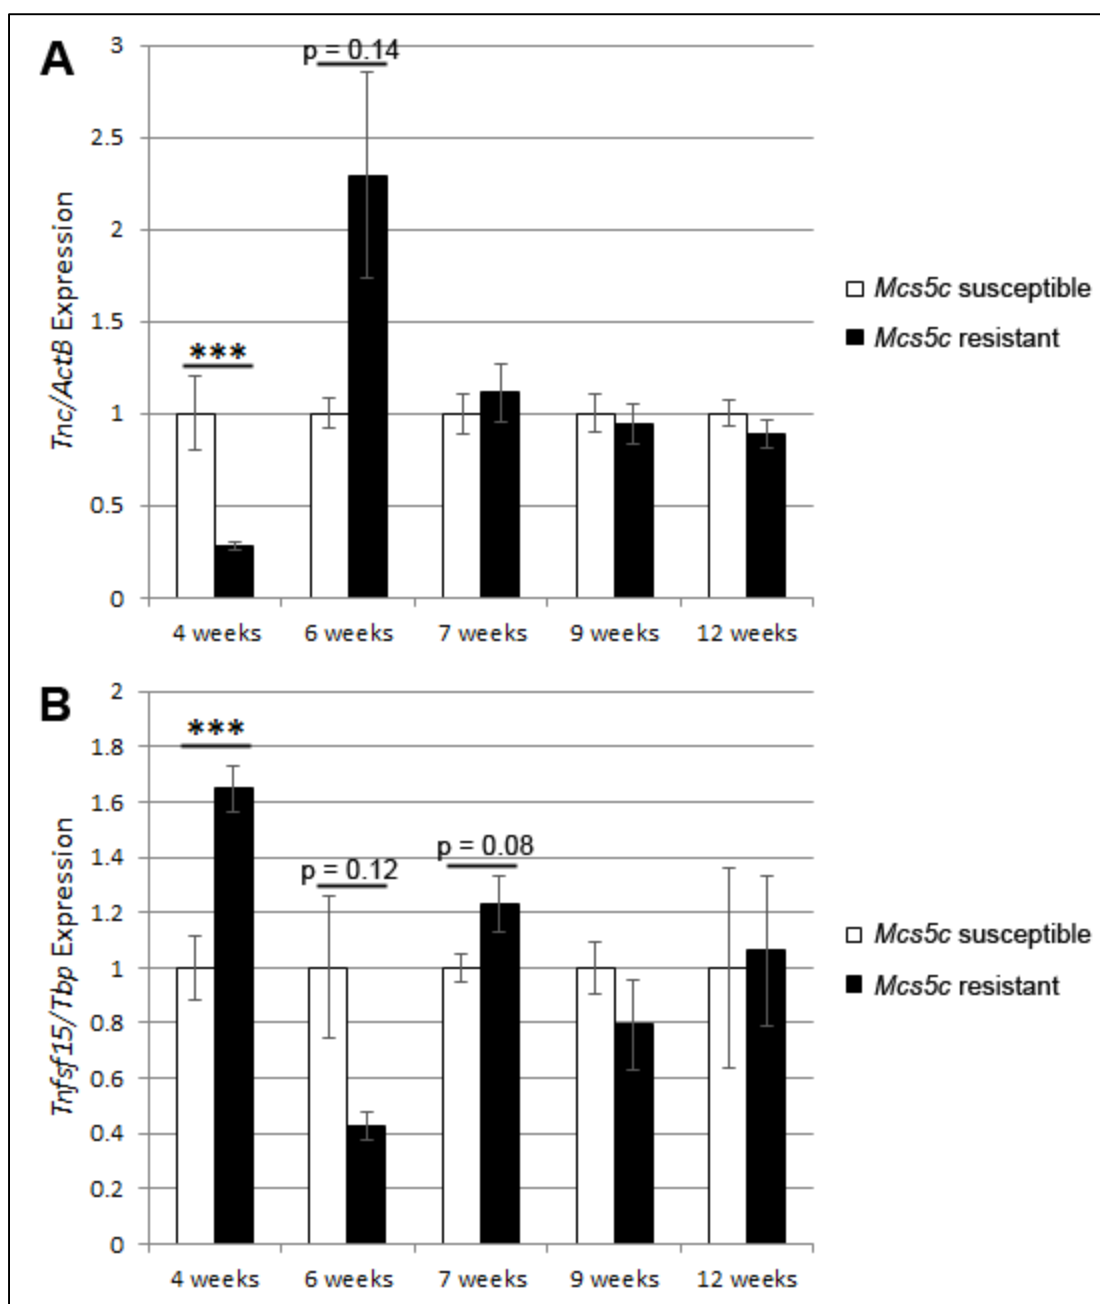 A
3
p = 0.14
2.5
2
1.5
***
1
0.5
0
Tnc/ActB Expression
4 weeks 6 weeks 7 weeks 9 weeks 12 weeks
Mcs5c susceptible
Mcs5c resistant
B
2
1.8
***
1.6
1.4
p = 0.12
p = 0.08
1.2
1
0.8
0.6
0.4
0.2
0
Tnfsf15/Tbp Expression
4 weeks 6 weeks 7 weeks 9 weeks 12 weeks
Mcs5c susceptible
Mcs5c resistant